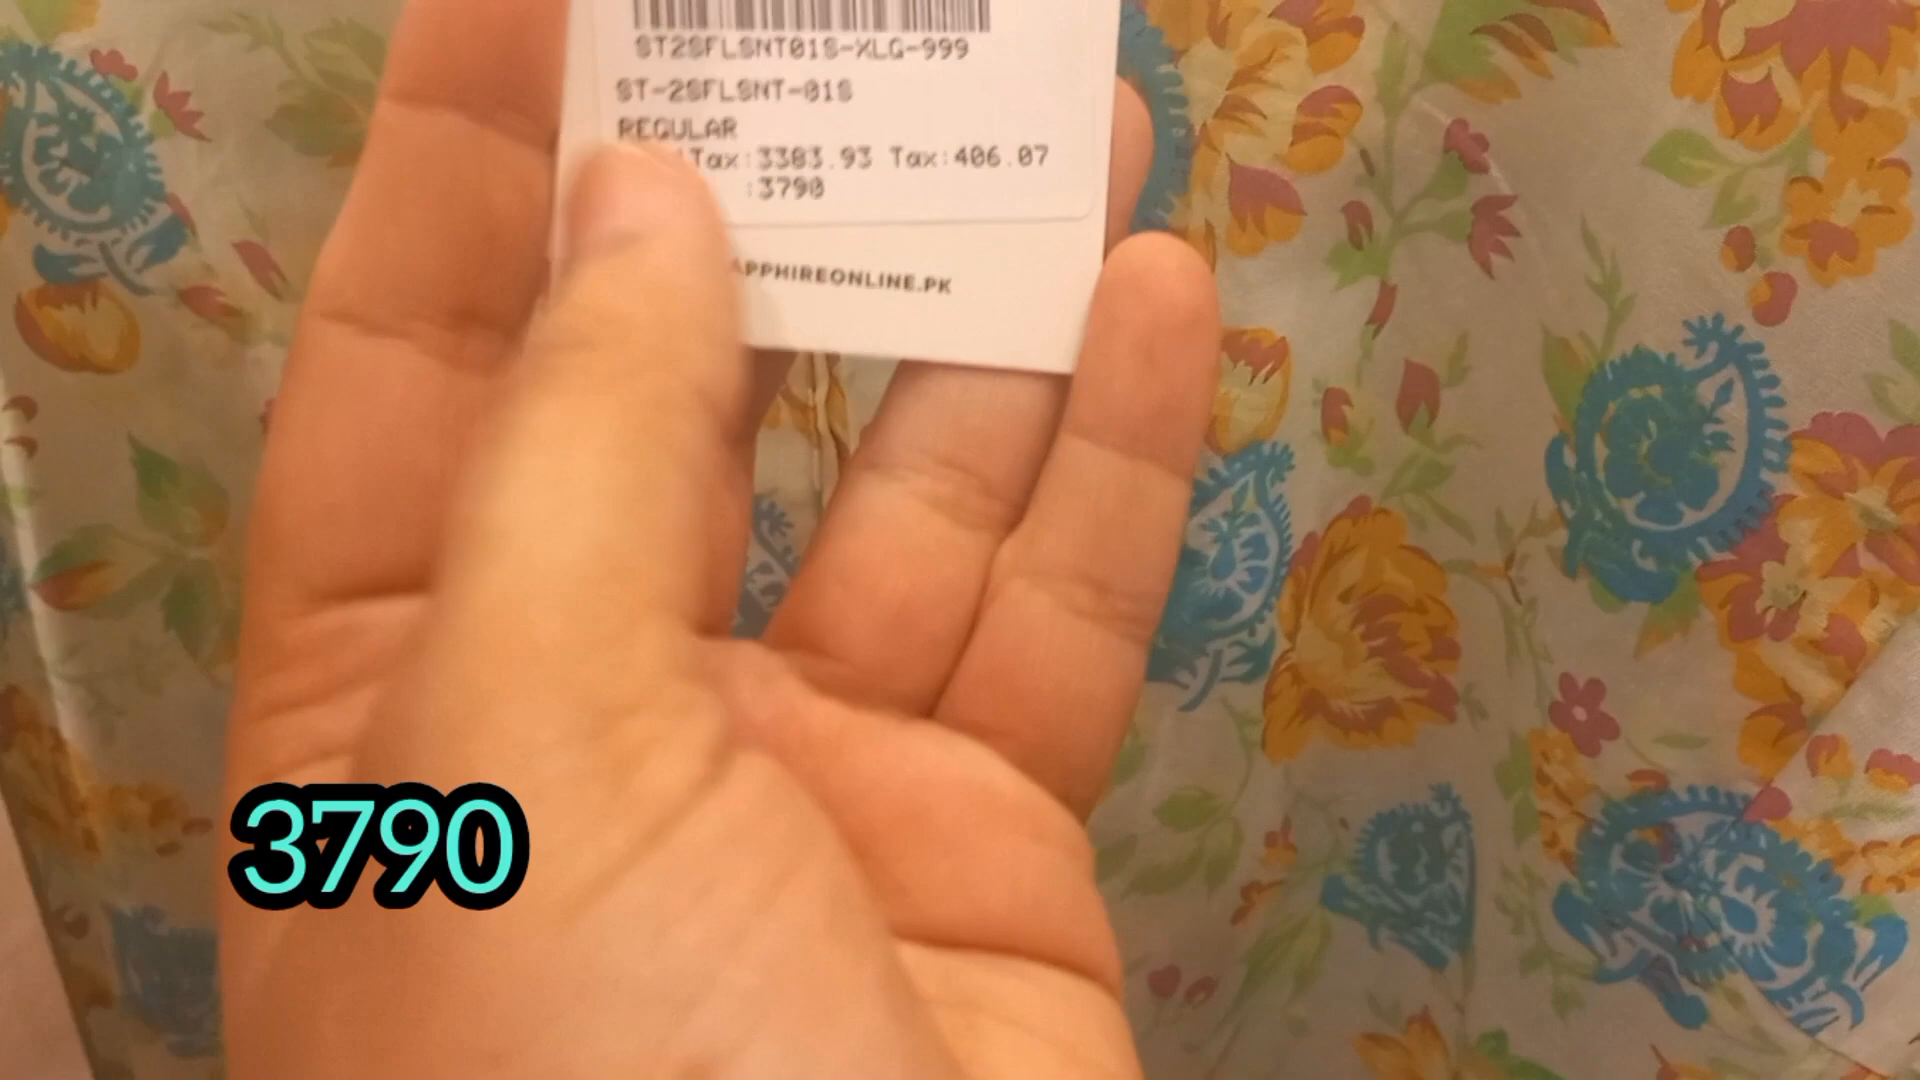 ST2SFLSNT01S-XLG-999
ST-2SFLSNT-01S
REGULAR
Tax:3383.93 Tax:406.07
:3790
APPHIREONLINE.PK
3790